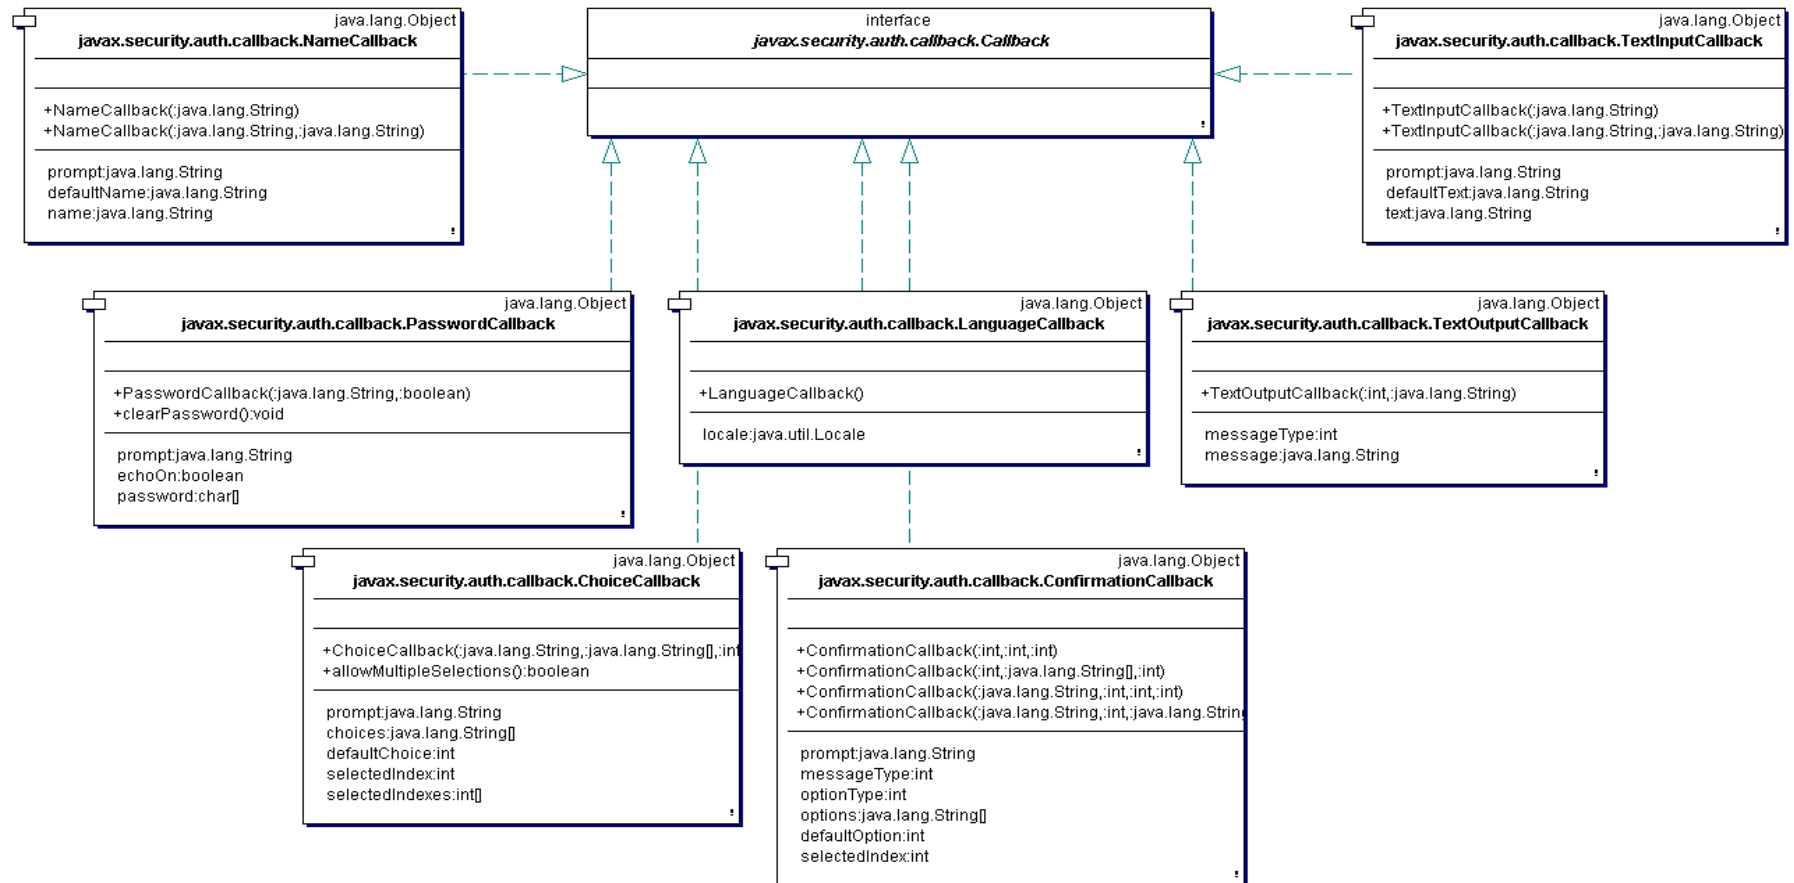 java.lang.Object
javax.security.auth.callback.NameCallback
+NameCallback(:java.lang.String)
+NameCallback(:java.lang.String,:java.lang.String)
prompt:java.lang.String
defaultName:java.lang.String
name:java.lang.String
interface
javax.security.auth.callback.Callback
java.lang.Object
javax.security.auth.callback.TextInputCallback
+TextInputCallback(:java.lang.String)
+TextInputCallback(:java.lang.String,:java.lang.String)
prompt:java.lang.String
defaultText:java.lang.String
text:java.lang.String
java.lang.Object
javax.security.auth.callback.PasswordCallback
+PasswordCallback(:java.lang.String,:boolean)
+clearPassword():void
prompt:java.lang.String
echoOn:boolean
password:char[]
java.lang.Object
javax.security.auth.callback.LanguageCallback
+LanguageCallback()
locale:java.util.Locale
java.lang.Object
javax.security.auth.callback.TextOutputCallback
+TextOutputCallback(:int,:java.lang.String)
messageType:int
message:java.lang.String
java.lang.Object
javax.security.auth.callback.ChoiceCallback
+ChoiceCallback(:java.lang.String,:java.lang.String[],:int
+allowMultipleSelections():boolean
prompt:java.lang.String
choices:java.lang.String[]
defaultChoice:int
selectedIndex:int
selectedIndexes:int[]
java.lang.Object
javax.security.auth.callback.ConfirmationCallback
+ConfirmationCallback(:int,:int,:int)
+ConfirmationCallback(:int,:java.lang.String[],:int)
+ConfirmationCallback(:java.lang.String,:int,:int,:int)
+ConfirmationCallback(:java.lang.String,:int,:java.lang.String
prompt:java.lang.String
messageType:int
optionType:int
options:java.lang.String[]
defaultOption:int
selectedIndex:int